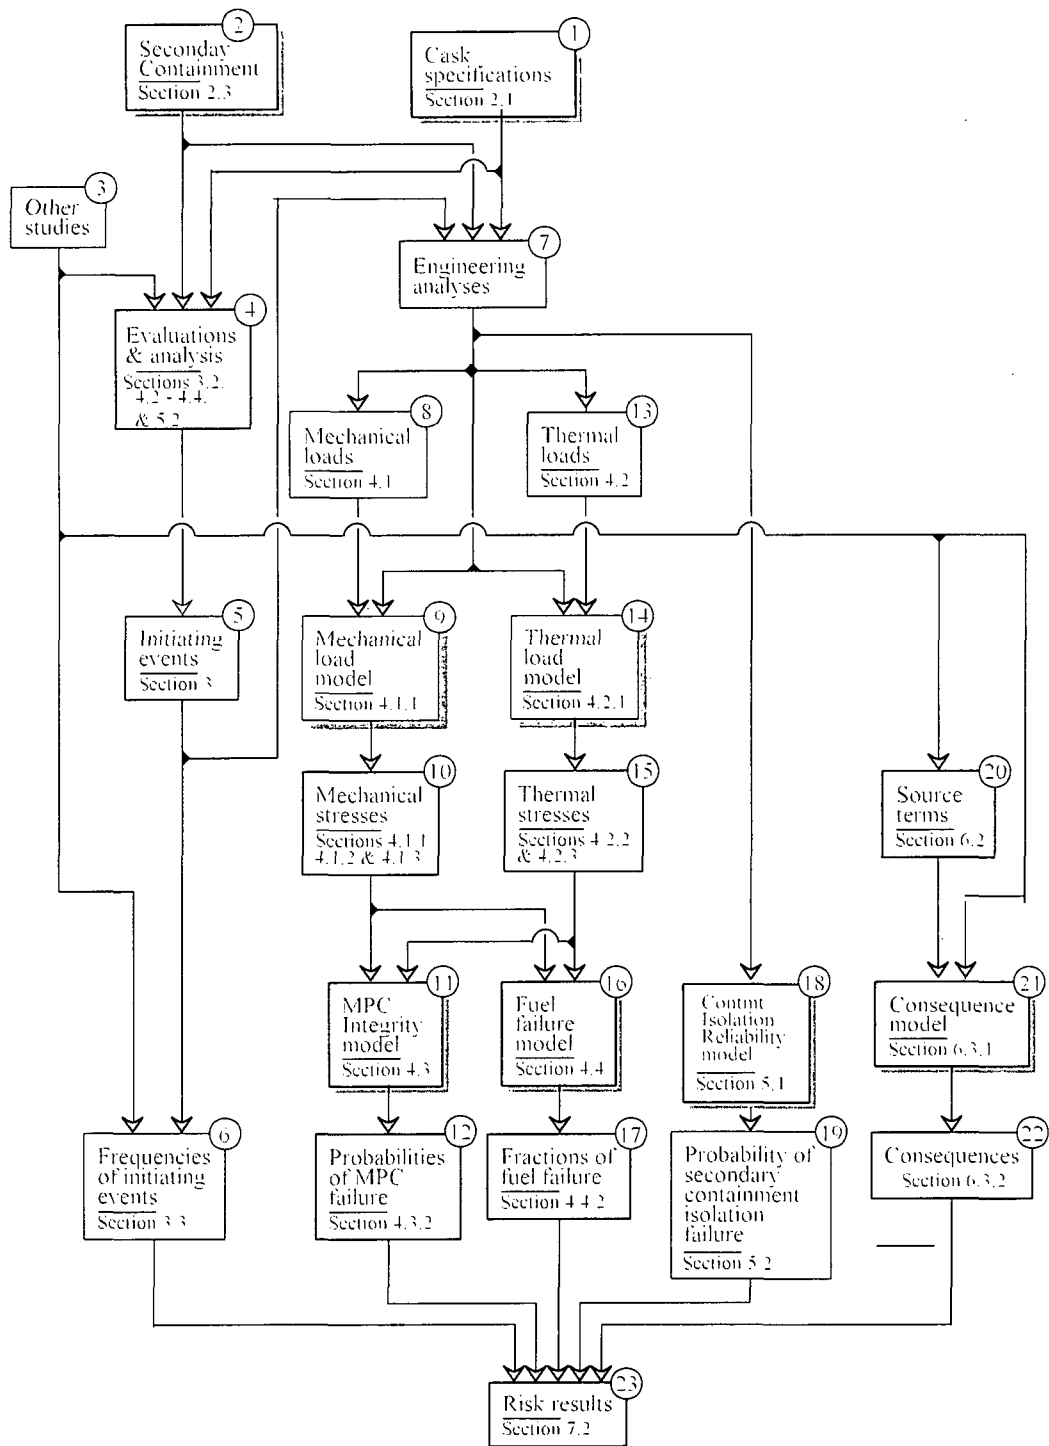 2
Seconday
Containment
Section 2.3
1
Cask
specifications
Section 2.1
3
Other
studies
4
Evaluations
& analysis
Sections 3.2,
4.2 - 4.4,
& 5.2
7
Engineering
analyses
8
Mechanical
loads
Section 4.1
13
Thermal
loads
Section 4.2
5
Initiating
events
Section 3
9
Mechanical
load
model
Section 4.1.1
14
Thermal
load
model
Section 4.2.1
10
Mechanical
stresses
Sections 4.1.1
4.1.2 & 4.1.3
15
Thermal
stresses
Sections 4.2.2
& 4.2.3
20
Source
terms
Section 6.2
11
MPC
Integrity
model
Section 4.3
16
Fuel
failure
model
Section 4.4
18
Contmt
Isolation
Reliability
model
Section 5.1
21
Consequence
model
Section 6.3.1
6
Frequencies
of initiating
events
Section 3.3
12
Probabilities
of MPC
failure
Section 4.3.2
17
Fractions of
fuel failure
Section 4.4.2
19
Probability of
secondary
containment
isolation
failure
Section 5.2
22
Consequences
Section 6.3.2
23
Risk results
Section 7.2